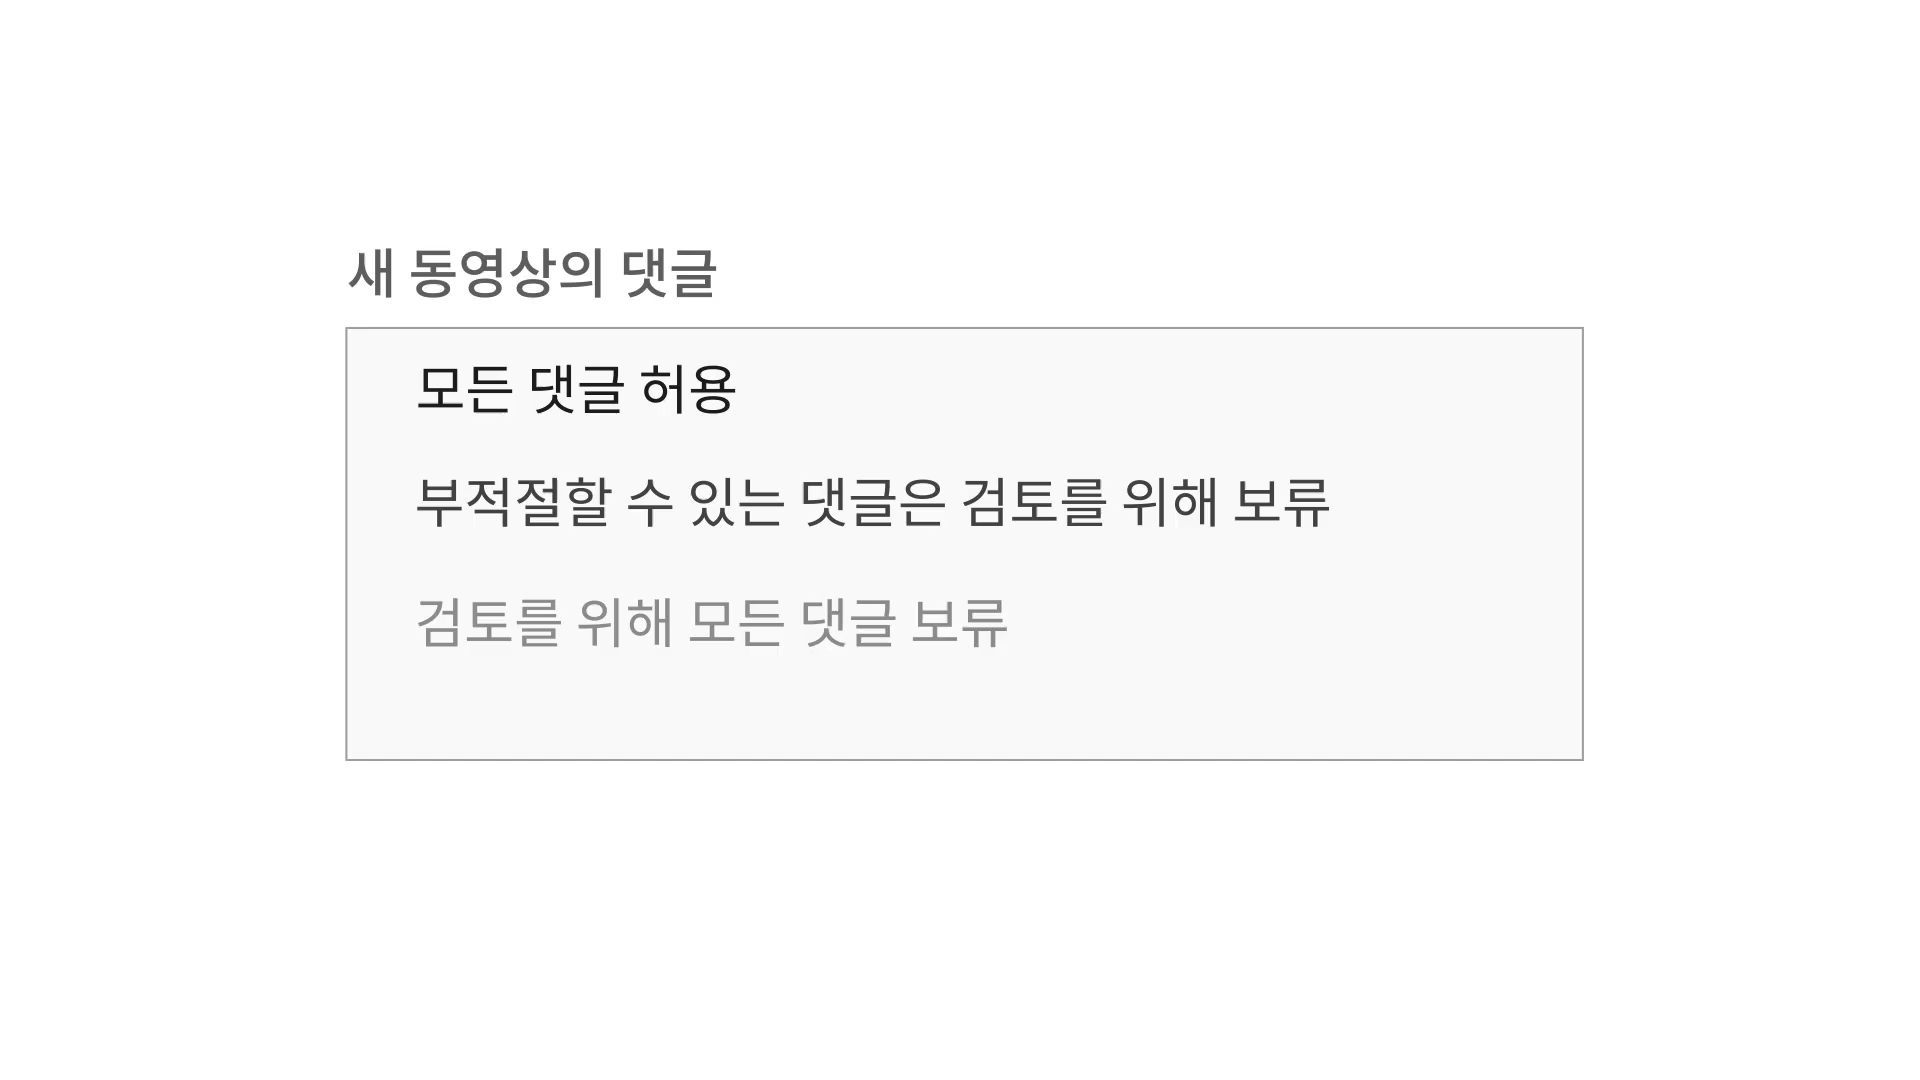 새 동영상의 댓글
모든 댓글 허용
부적절할 수 있는 댓글은 검토를 위해 보류
검토를 위해 모든 댓글 보류